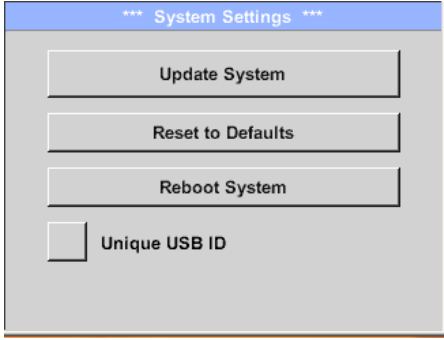 *** System Settings ***
Update System
Reset to Defaults
Reboot System
Unique USB ID